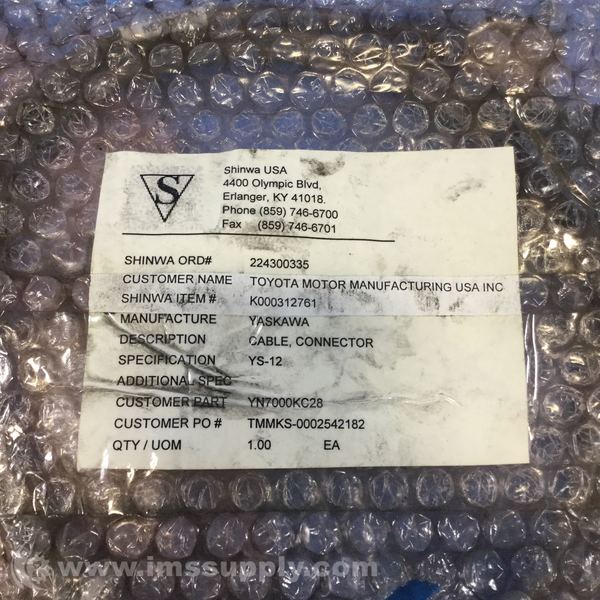 S
Shinwa USA
4400 Olympic Blvd,
Erlanger, KY 41018.
Phone (859) 746-6700
Fax (859) 746-6701
SHINWA ORD# 224300335
CUSTOMER NAME TOYOTA MOTOR MANUFACTURING USA INC
SHINWA ITEM # K000312761
MANUFACTURE YASKAWA
DESCRIPTION CABLE, CONNECTOR
SPECIFICATION YS-12
ADDITIONAL SPEC
CUSTOMER PART YN7000KC28
CUSTOMER PO # TMMKS-0002542182
QTY / UOM 1.00 EA
www.imssupply.com